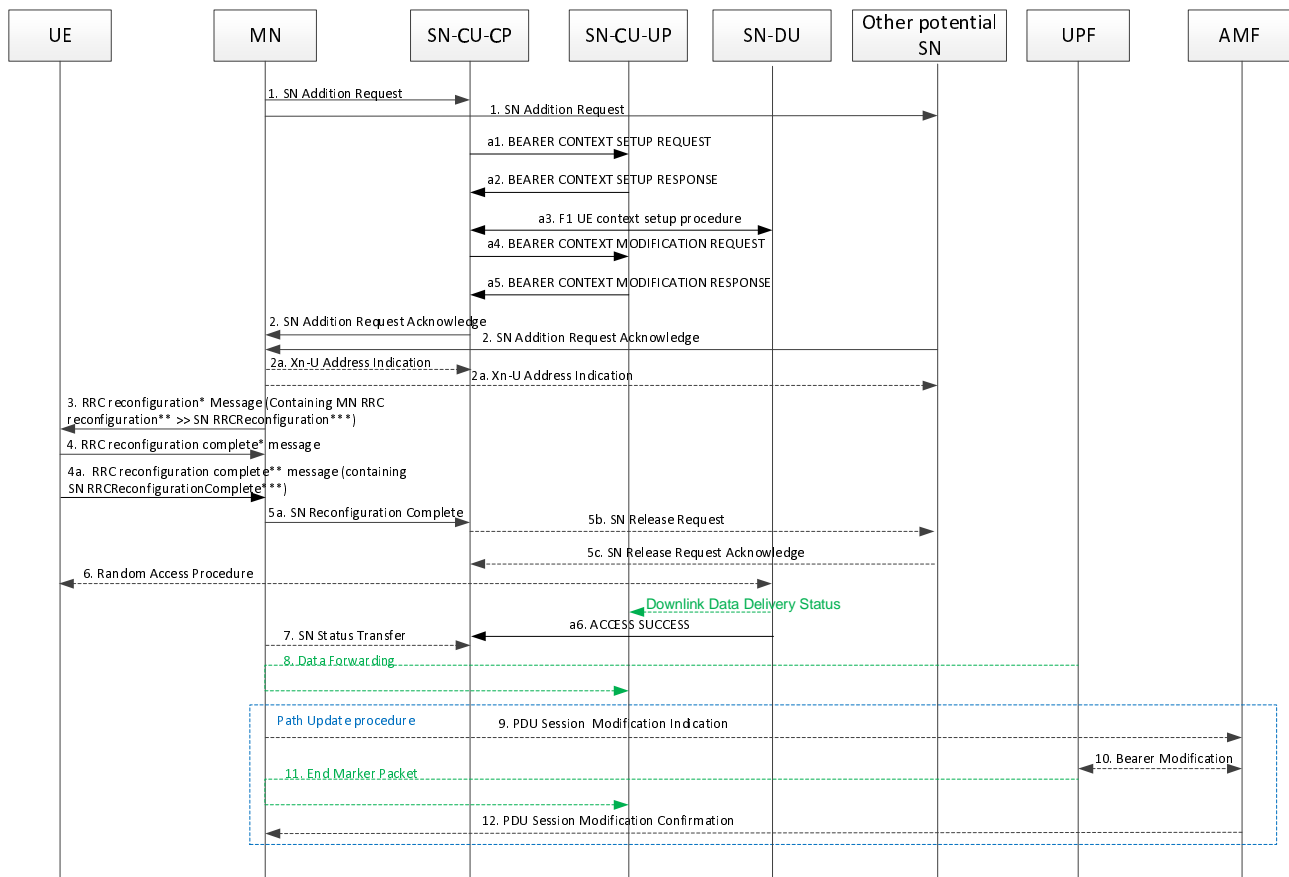 UE
MN
SN-CU-CP
SN-CU-UP
SN-DU
Other potential
SN
UPF
AMF
1. SN Addition Request
1. SN Addition Request
a1. BEARER CONTEXT SETUP REQUEST
a2. BEARER CONTEXT SETUP RESPONSE
a3. F1 UE context setup procedure
a4. BEARER CONTEXT MODIFICATION REQUEST
a5. BEARER CONTEXT MODIFICATION RESPONSE
2. SN Addition Request Acknowledge
2. SN Addition Request Acknowledge
2a. Xn-U Address Indication
2a. Xn-U Address Indication
3. RRC reconfiguration* Message (Containing MN RRC
reconfiguration** >> SN RRCReconfiguration***)
4. RRC reconfiguration complete* message
4a. RRC reconfiguration complete** message (containing
SN RRCReconfigurationComplete***)
5a. SN Reconfiguration Complete
5b. SN Release Request
5c. SN Release Request Acknowledge
6. Random Access Procedure
Downlink Data Delivery Status
a6. ACCESS SUCCESS
7. SN Status Transfer
8. Data Forwarding
Path Update procedure
9. PDU Session Modification Indication
10. Bearer Modification
11. End Marker Packet
12. PDU Session Modification Confirmation